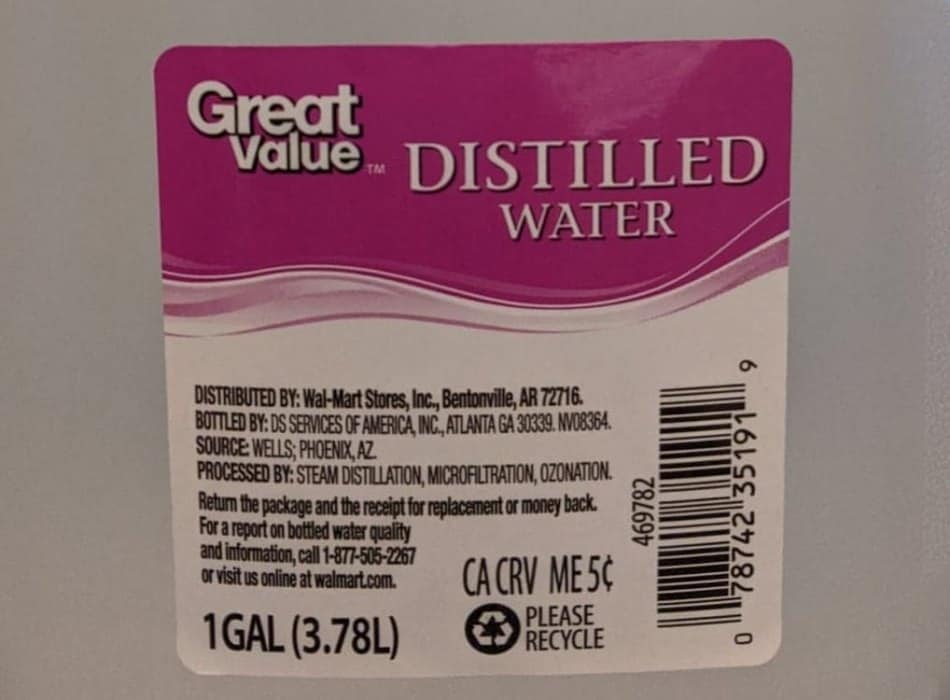 Great
Value™
DISTILLED
WATER
DISTRIBUTED BY: Wal-Mart Stores, Inc., Bentonville, AR 72716.
BOTTLED BY: DS SERVICES OF AMERICA, INC., ATLANTA GA 30339. NV08364.
SOURCE: WELLS; PHOENIX, AZ.
PROCESSED BY: STEAM DISTILLATION, MICROFILTRATION, OZONATION.
Return the package and the receipt for replacement or money back.
For a report on bottled water quality
and information, call 1-877-505-2267
or visit us online at walmart.com.
1 GAL (3.78L)
CA CRV ME 5¢
PLEASE
RECYCLE
469782
0 78742 35191 9